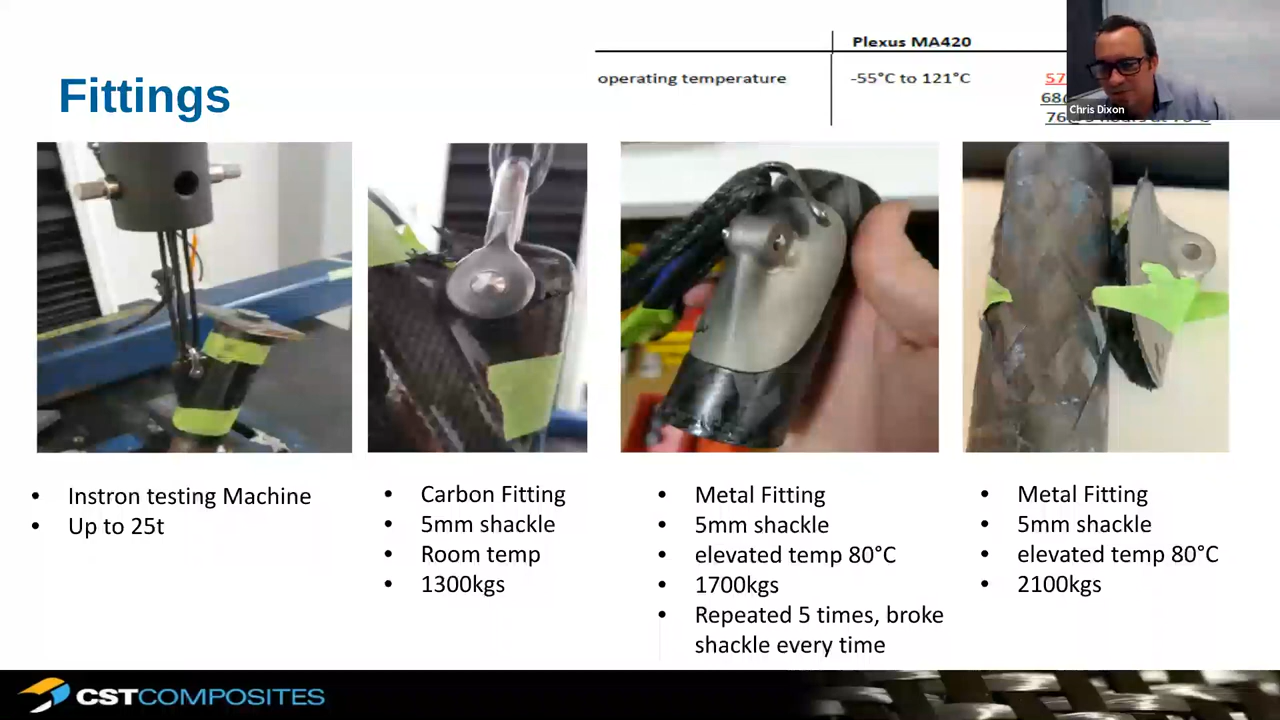 Plexus MA420
operating temperature
-55°C to 121°C
57
Chris Dixon
Fittings
Instron testing Machine
Up to 25t
Carbon Fitting
5mm shackle
Room temp
1300kgs
Metal Fitting
5mm shackle
elevated temp 80°C
1700kgs
Repeated 5 times, broke
shackle every time
Metal Fitting
5mm shackle
elevated temp 80°C
2100kgs
CSTCOMPOSITES